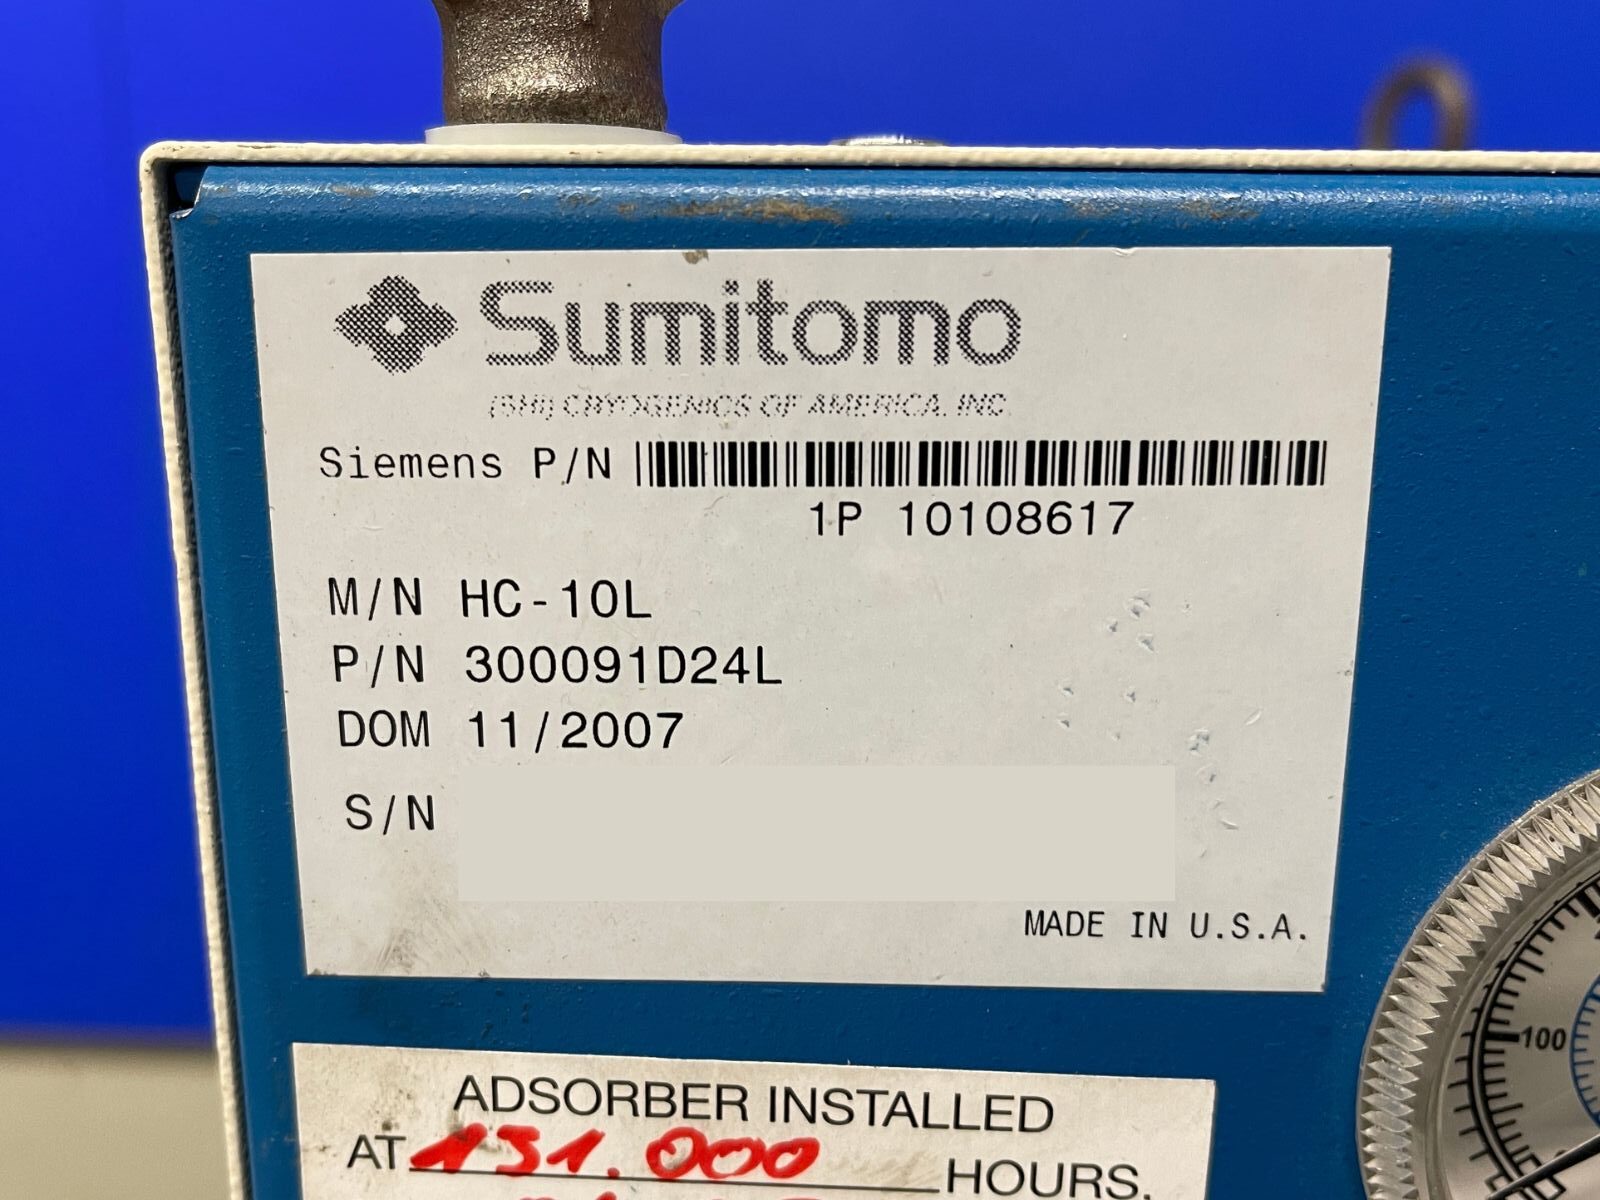 Sumitomo
(SHI) CRYOGENICS OF AMERICA, INC.
Siemens P/N
1P 10108617
M/N HC-10L
P/N 300091D24L
DOM 11/2007
S/N
MADE IN U.S.A.
100
ADSORBER INSTALLED
AT 131.000 HOURS.